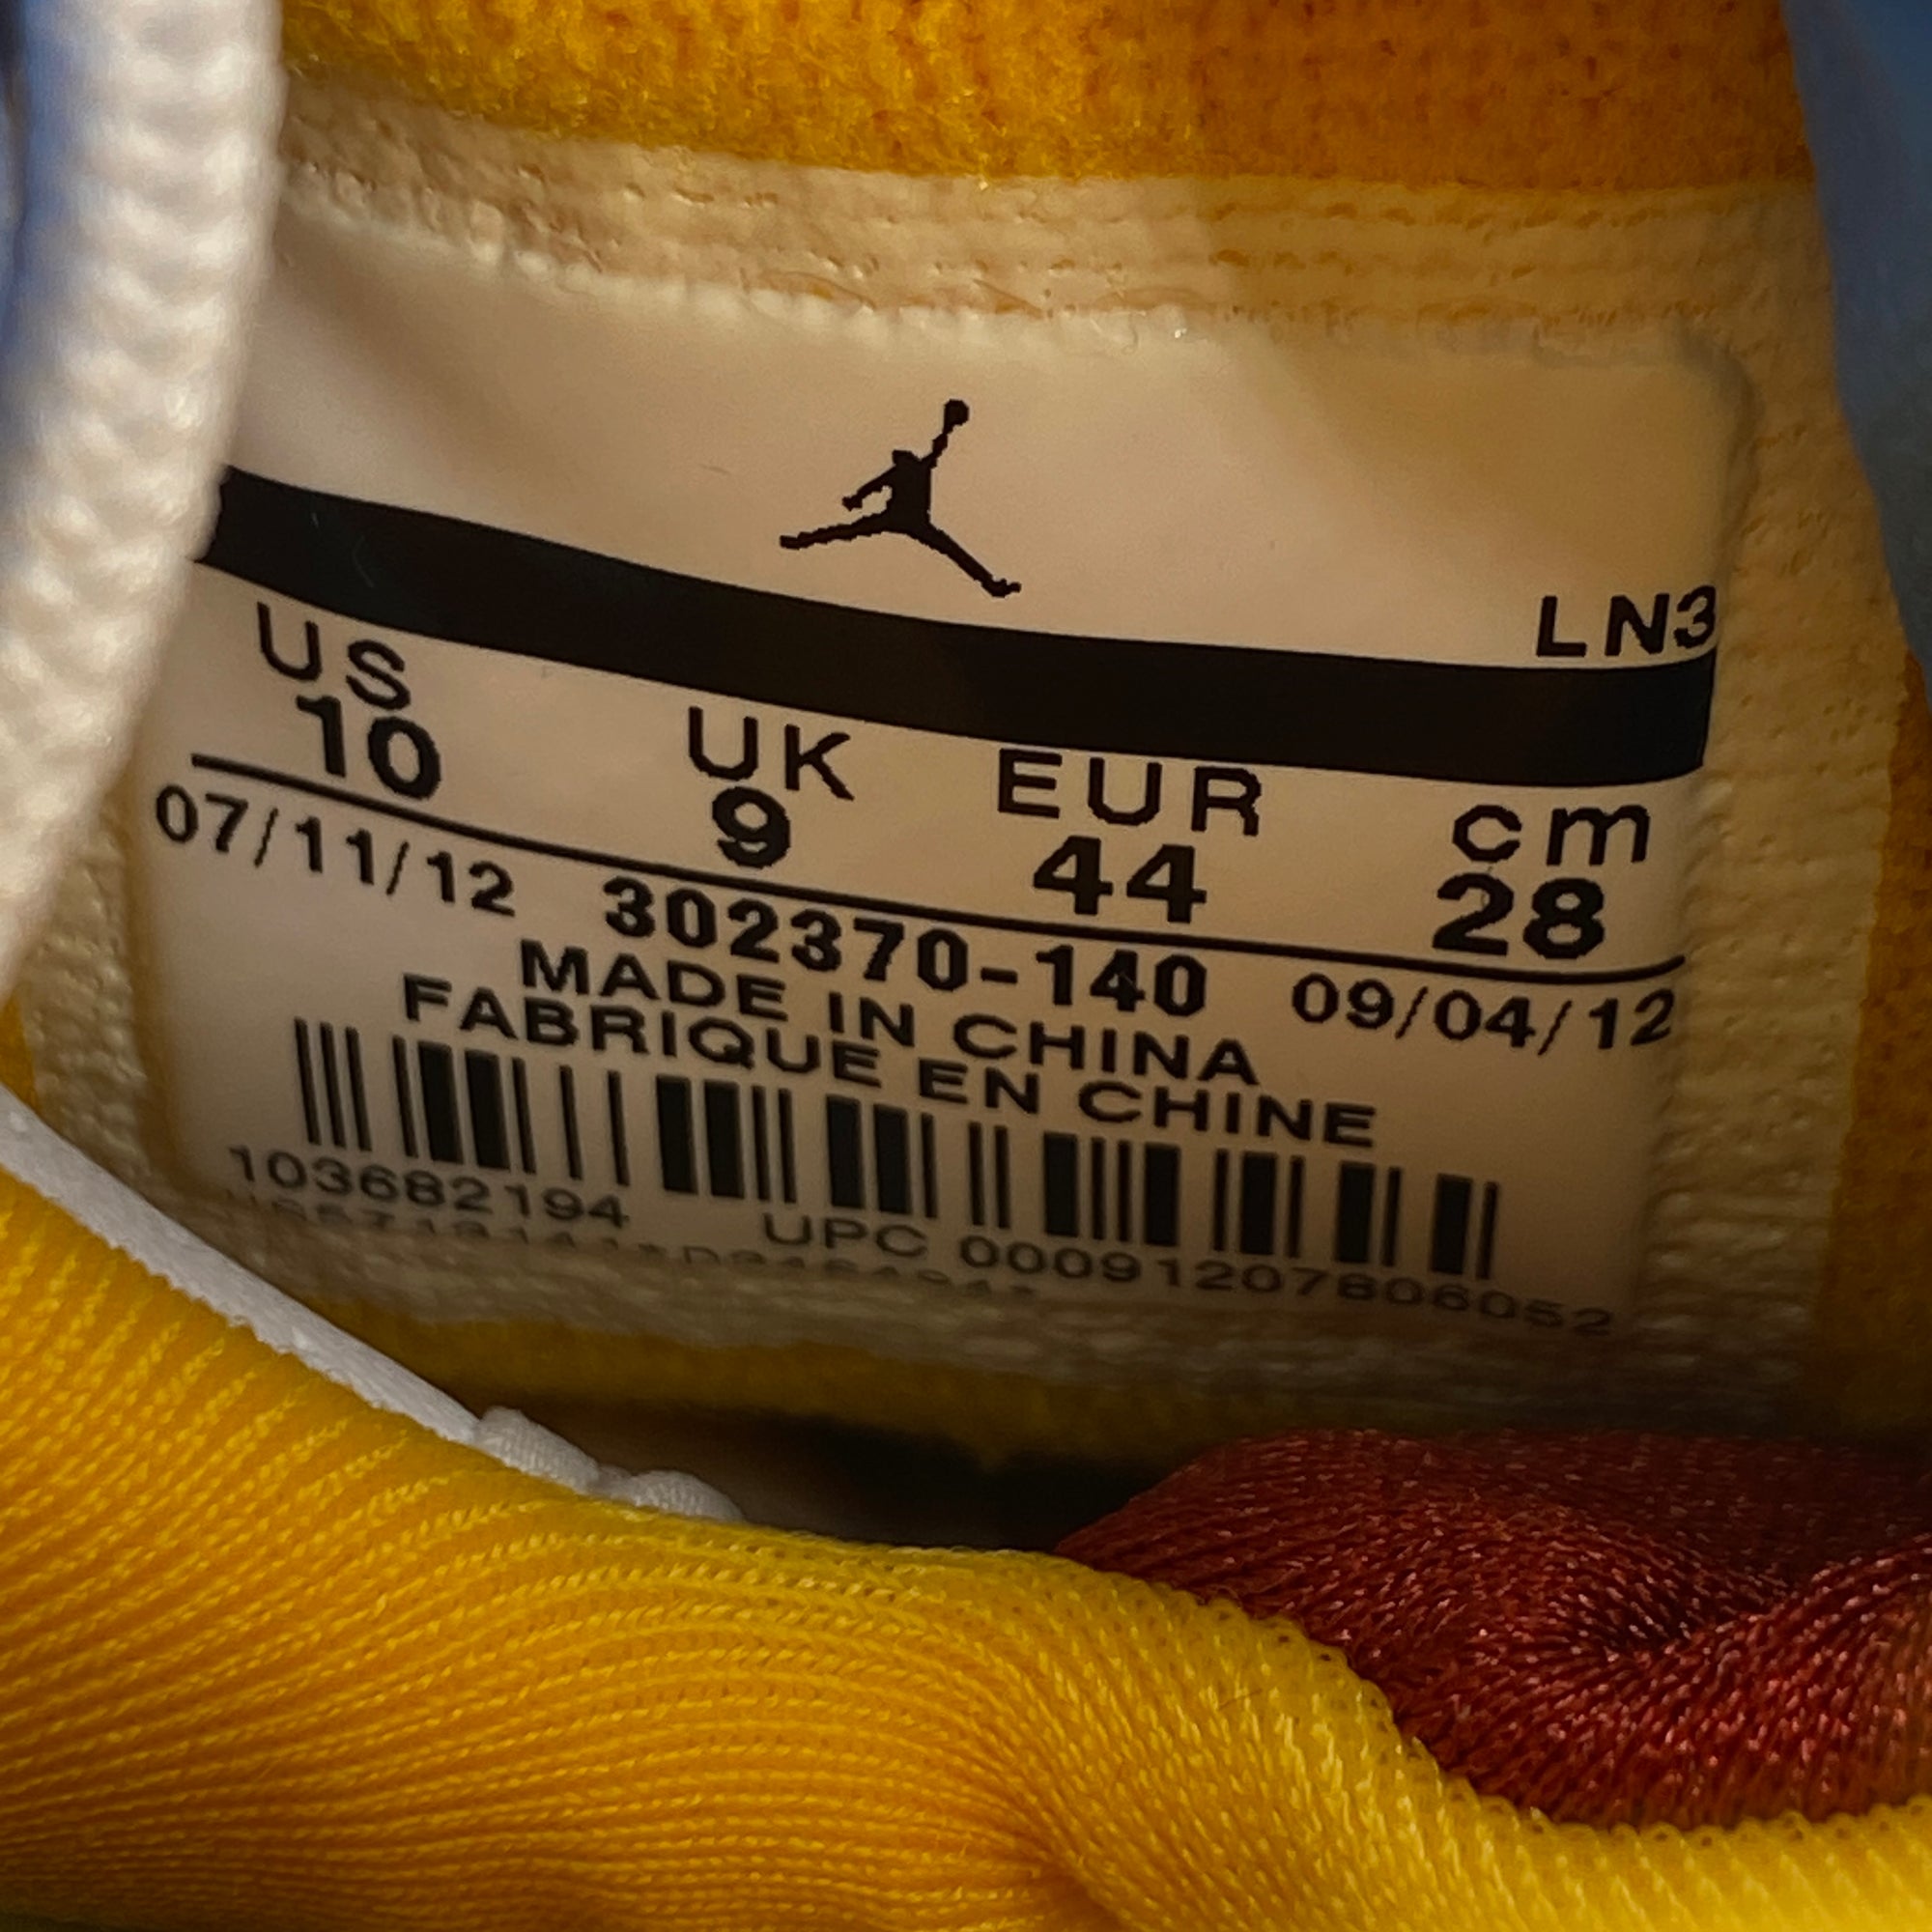 LN3
US UK EUR cm
10 9 44 28
07/11/12 302370-140 09/04/12
MADE IN CHINA
FABRIQUE EN CHINE
103682194 UPC 00091207806052